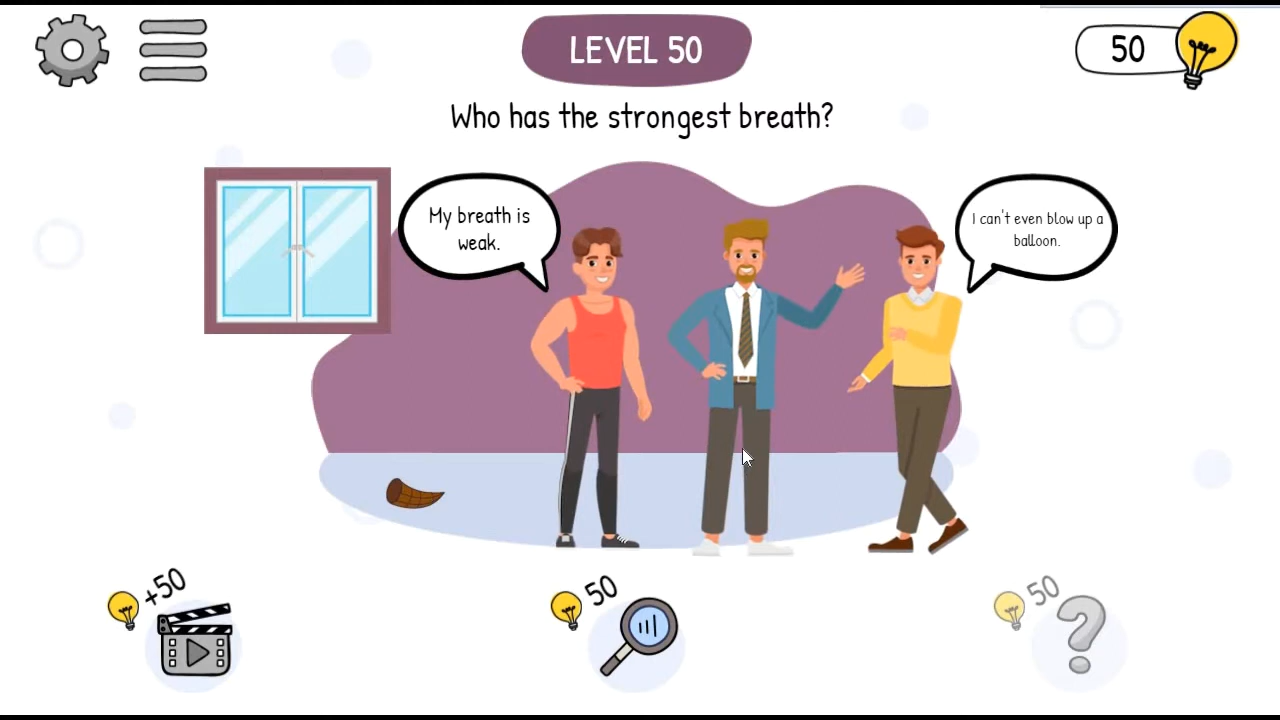 LEVEL 50
50
Who has the strongest breath?
My breath is
weak.
I can't even blow up a
balloon.
+50
50
50
?